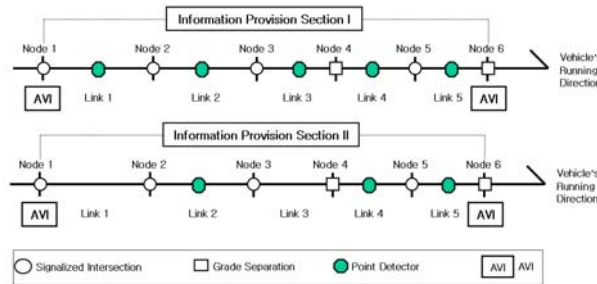 Information Provision Section I
Node 1 Node 2 Node 3 Node 4 Node 5 Node 6
Vehicle's
Running
Direction
AVI Link 1 Link 2 Link 3 Link 4 Link 5 AVI
Information Provision Section II
Node 1 Node 2 Node 3 Node 4 Node 5 Node 6
Vehicle's
Running
Direction
AVI Link 1 Link 2 Link 3 Link 4 Link 5 AVI
Signalized Intersection Grade Separation Point Detector AVI AVI